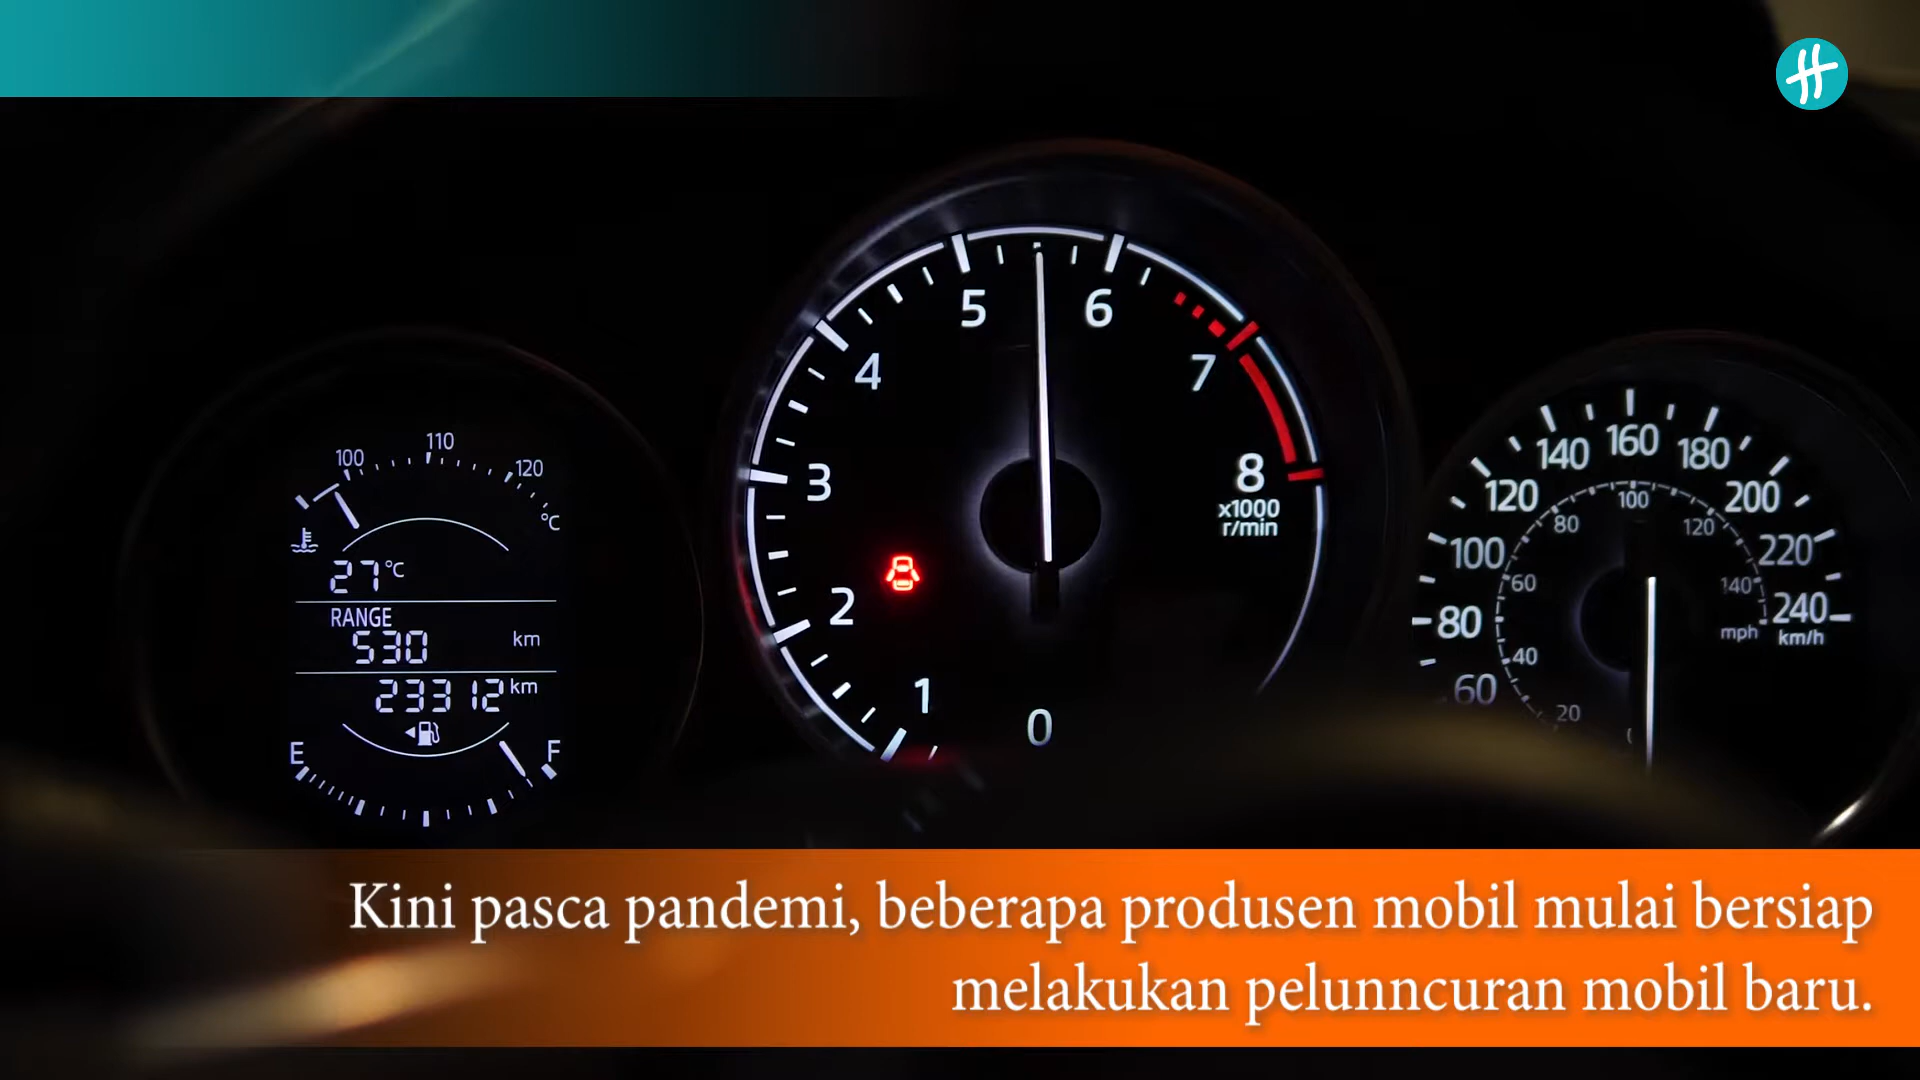 100
110
120
°C
27°C
RANGE
530 km
23312 km
E
F
0
1
2
3
4
5
6
7
8
x1000
r/min
60
80
100
120
140
160
180
200
220
240
km/h
20
40
60
80
100
120
140
mph
Kini pasca pandemi, beberapa produsen mobil mulai bersiap
melakukan pelunncuran mobil baru.